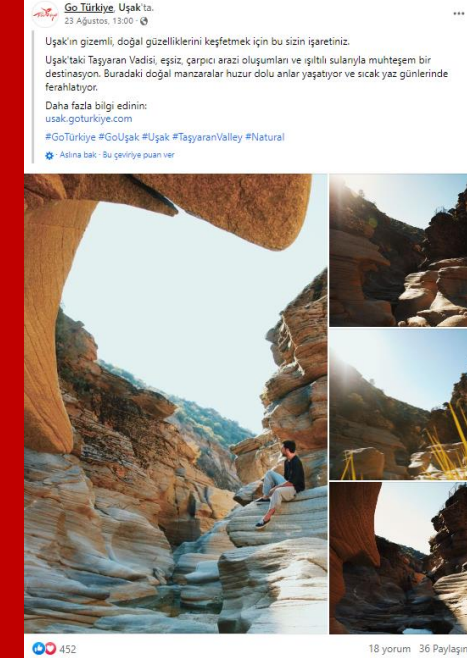 Go Türkiye, Uşak'ta.
23 Ağustos, 13:00 ·
Uşak'ın gizemli, doğal güzelliklerini keşfetmek için bu sizin işaretiniz.
Uşak'taki Taşyaran Vadisi, eşsiz, çarpıcı arazi oluşumları ve ışıltılı sularıyla muhteşem bir
destinasyon. Buradaki doğal manzaralar huzur dolu anlar yaşatıyor ve sıcak yaz günlerinde
ferahlatıyor.
Daha fazla bilgi edinin:
usak.goturkiye.com
#GoTürkiye #GoUşak #Uşak #TaşyaranValley #Natural
· Aslına bak · Bu çeviriye puan ver
452
18 yorum 36 Paylaşım